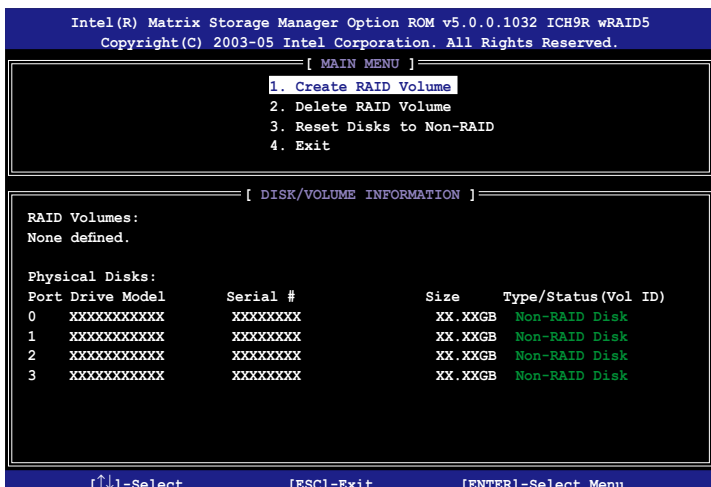 Intel(R) Matrix Storage Manager Option ROM v5.0.0.1032 ICH9R wRAID5
Copyright(C) 2003-05 Intel Corporation. All Rights Reserved.
[ MAIN MENU ]
1. Create RAID Volume
2. Delete RAID Volume
3. Reset Disks to Non-RAID
4. Exit
[ DISK/VOLUME INFORMATION ]
RAID Volumes:
None defined.
Physical Disks:
Port Drive Model Serial # Size Type/Status(Vol ID)
0 XXXXXXXXXXX XXXXXXXX XX.XXGB Non-RAID Disk
1 XXXXXXXXXXX XXXXXXXX XX.XXGB Non-RAID Disk
2 XXXXXXXXXXX XXXXXXXX XX.XXGB Non-RAID Disk
3 XXXXXXXXXXX XXXXXXXX XX.XXGB Non-RAID Disk
[↑↓]-Select [ESC]-Exit [ENTER]-Select Menu